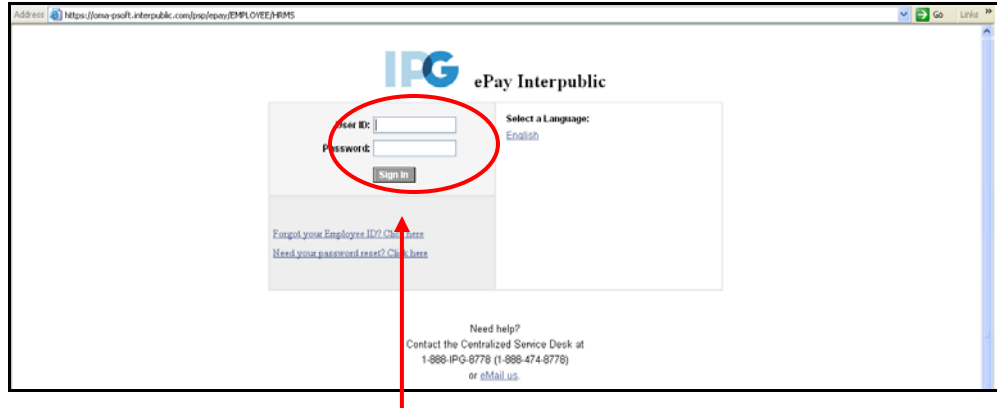 Address https://oma-psoft.interpublic.com/psp/epay/EMPLOYEE/HRMS Go Links »
IPG ePay Interpublic
User ID:
Password:
Sign In
Select a Language:
English
Forgot your Employee ID? Click here
Need your password reset? Click here
Need help?
Contact the Centralized Service Desk at
1-888-IPG-8778 (1-888-474-8778)
or eMail us.